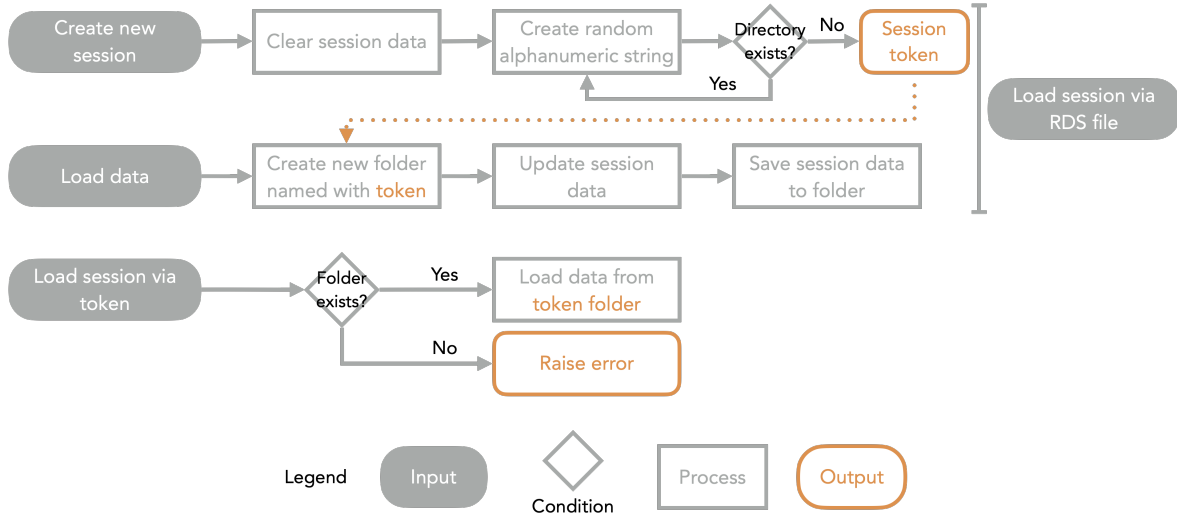 Create new
session
Clear session data
Create random
alphanumeric string
Directory
exists?
No
Yes
Session
token
Load session via
RDS file
Load data
Create new folder
named with token
Update session
data
Save session data
to folder
Load session via
token
Folder
exists?
Yes
Load data from
token folder
No
Raise error
Legend
Input
Condition
Process
Output